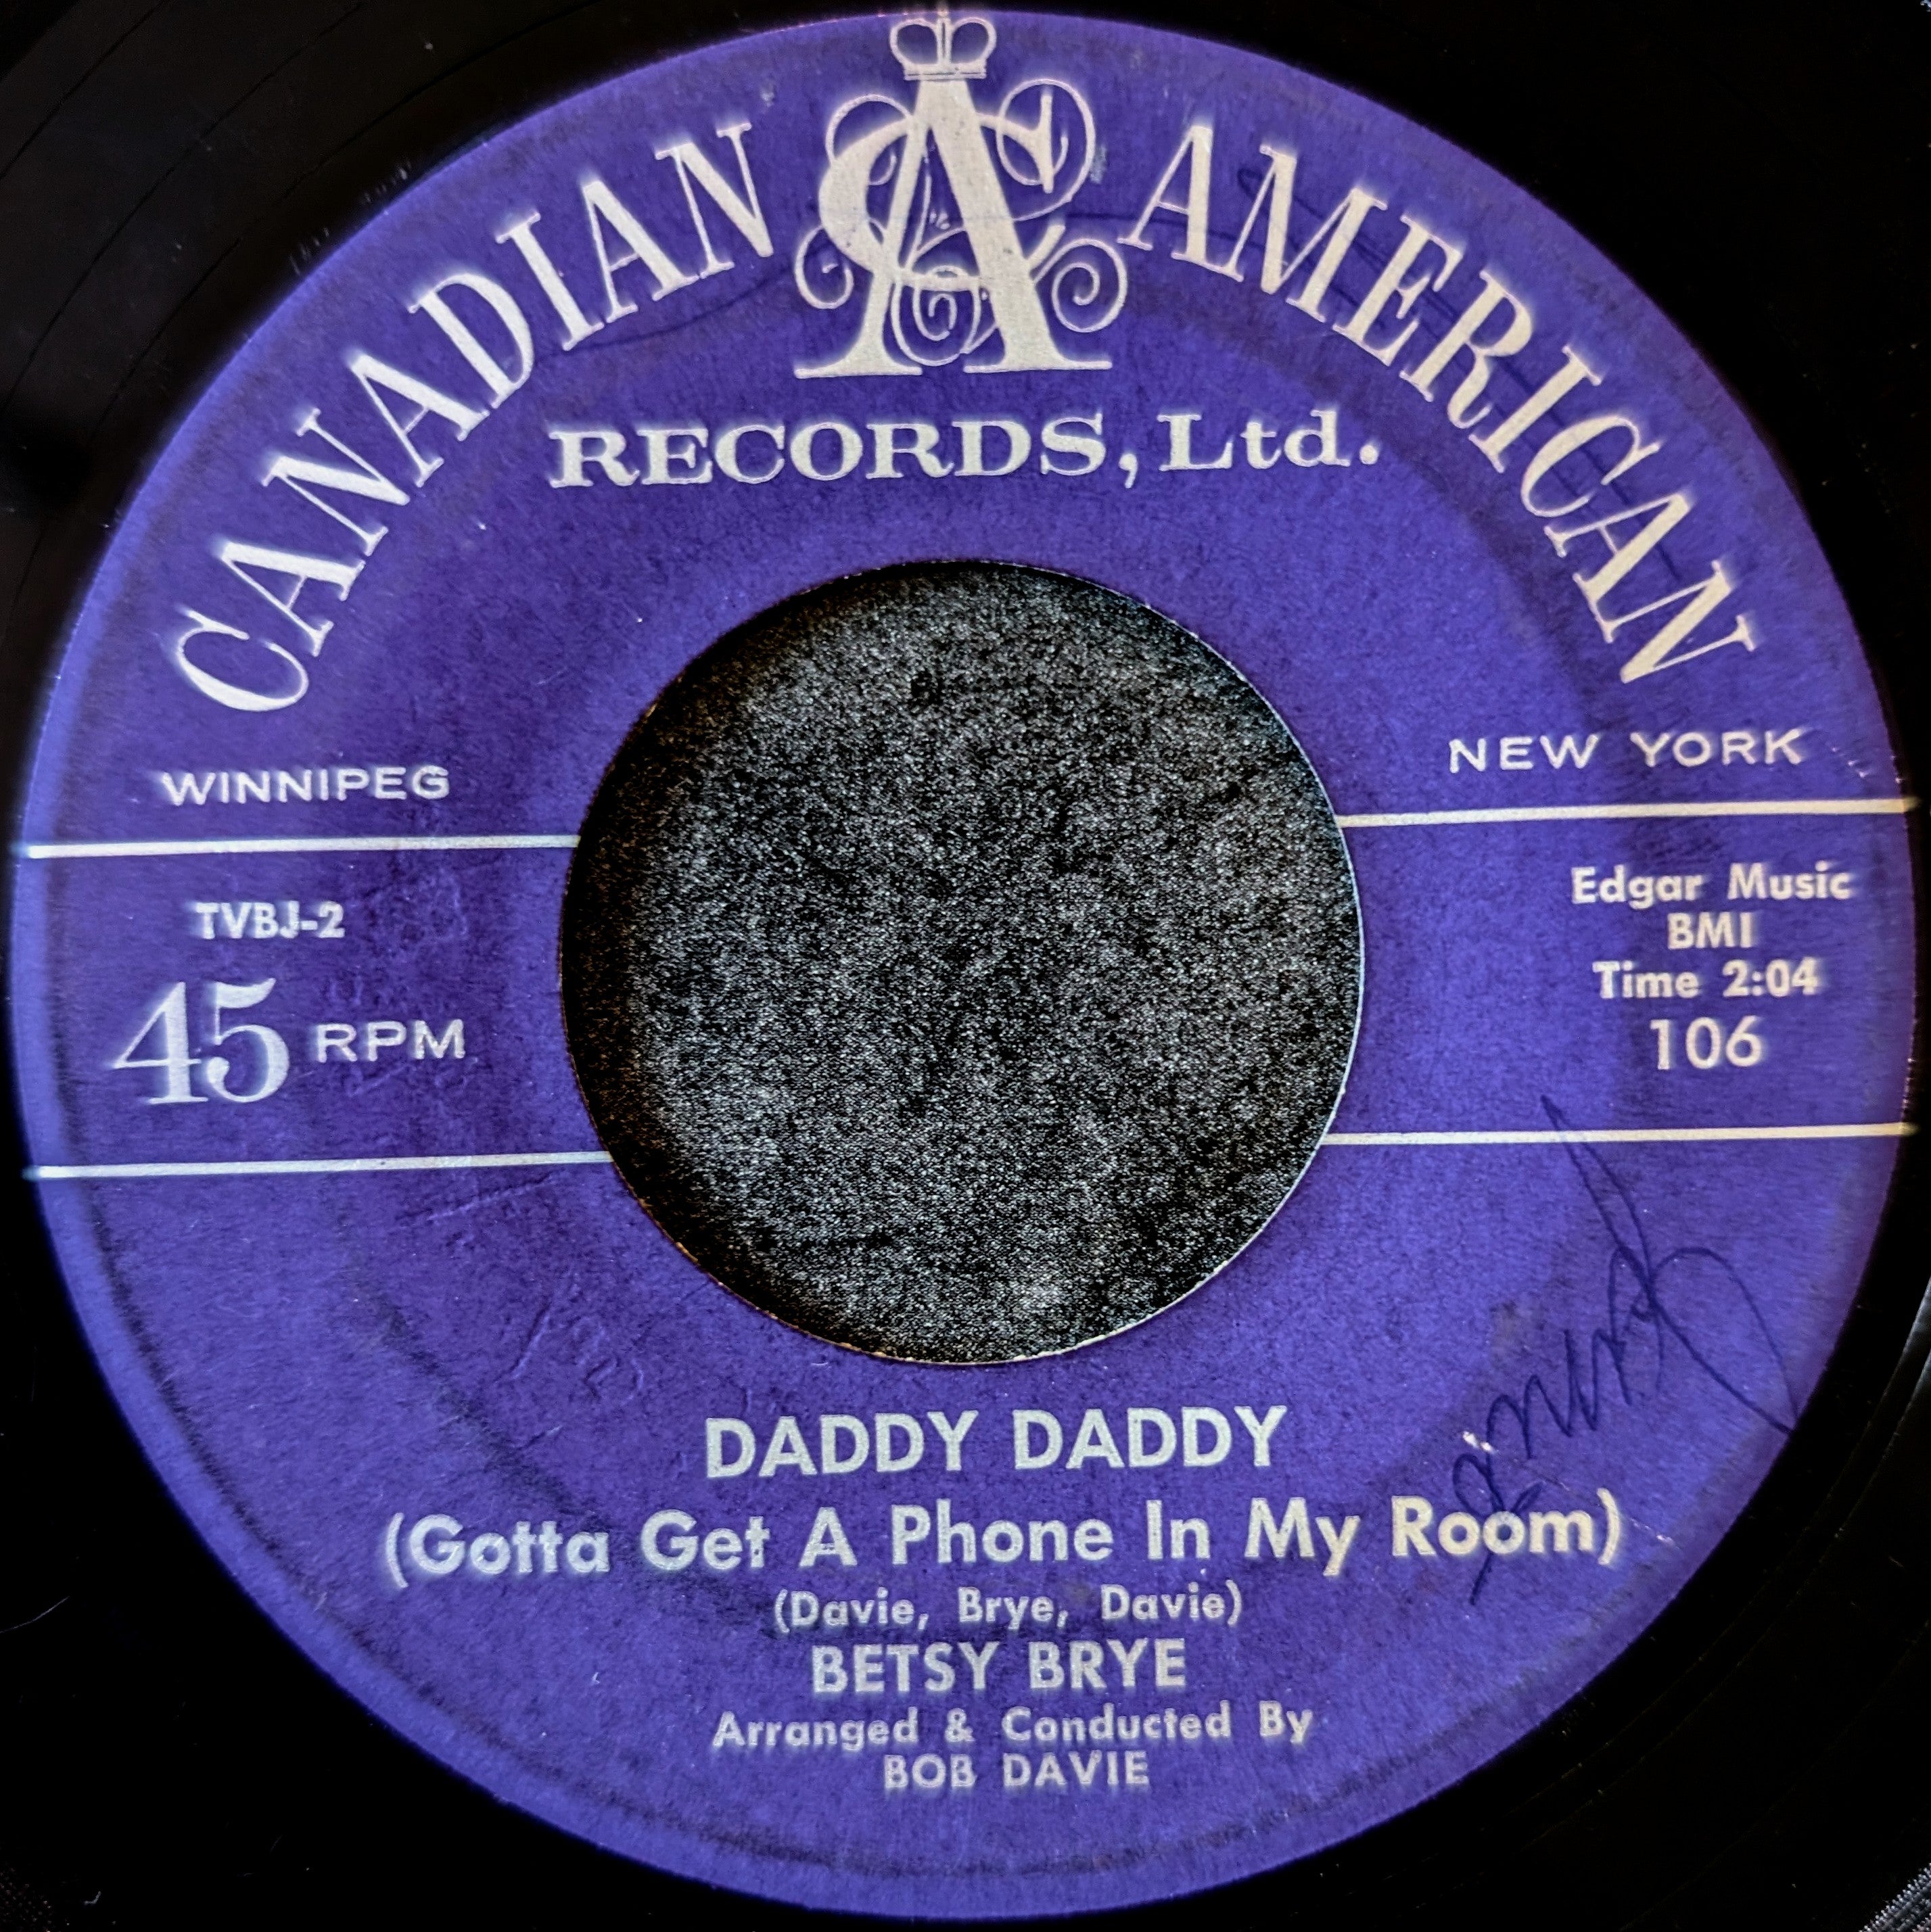 CANADIAN CA AMERICAN
RECORDS, Ltd.
WINNIPEG
NEW YORK
TVBJ-2
45 RPM
Edgar Music
BMI
Time 2:04
106
DADDY DADDY
(Gotta Get A Phone In My Room)
(Davie, Brye, Davie)
BETSY BRYE
Arranged & Conducted By
BOB DAVIE